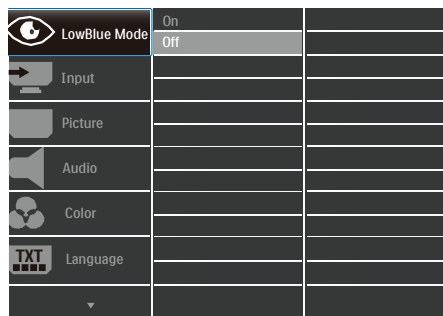 LowBlue Mode
On
Off
Input
Picture
Audio
Color
TXT
Language